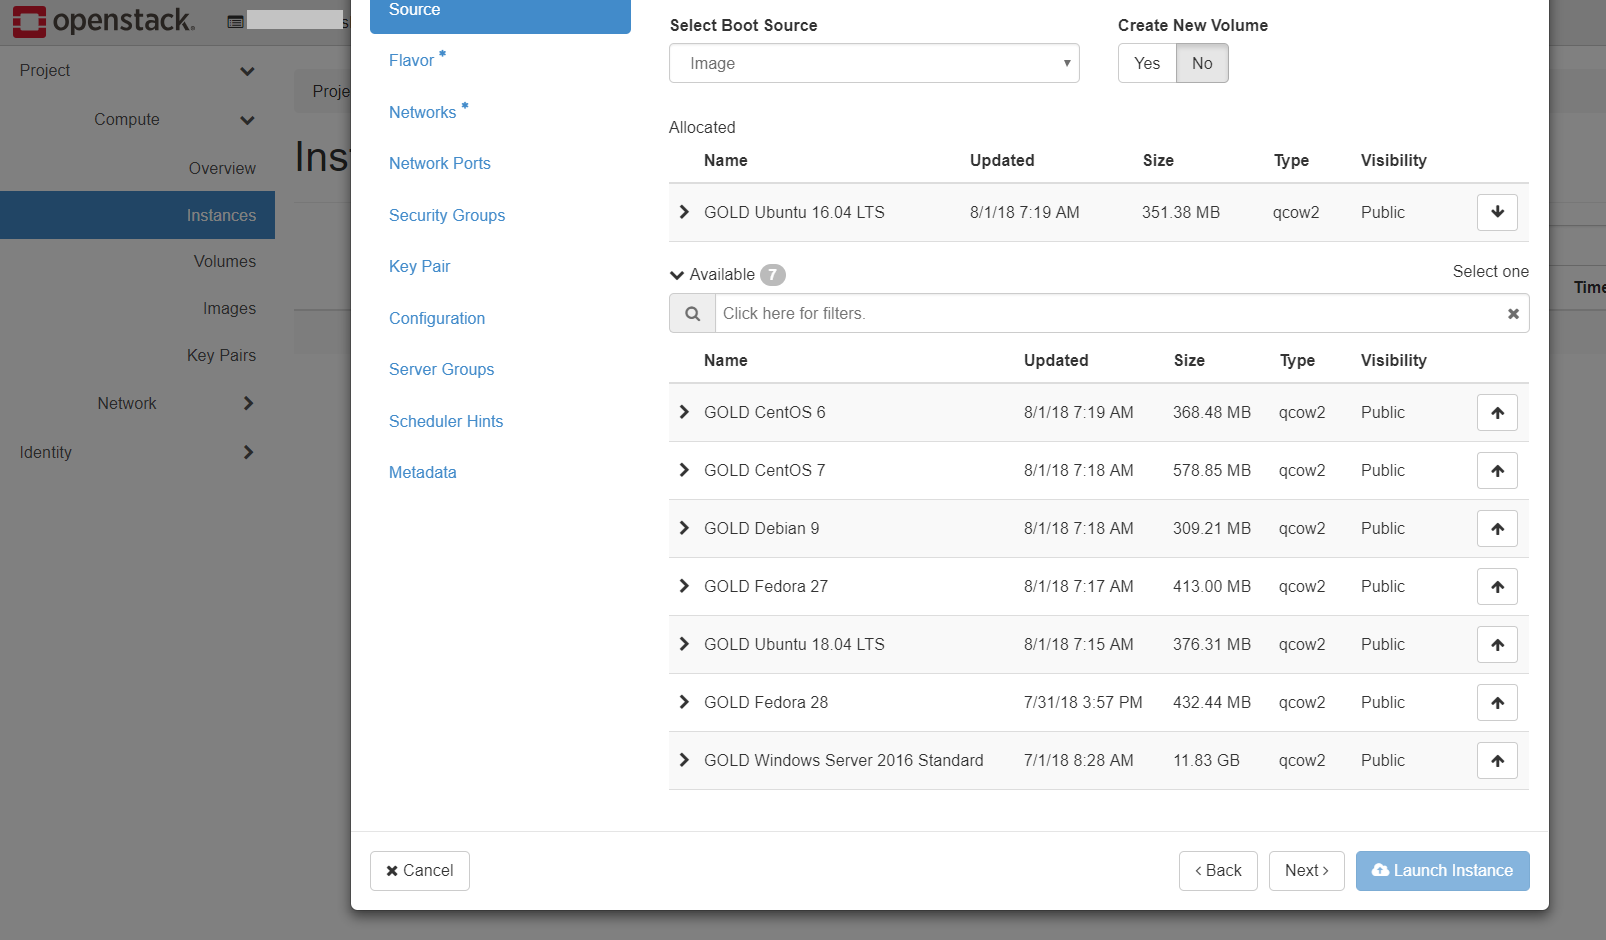 openstack.
Project
Compute
Overview
Instances
Volumes
Images
Key Pairs
Network
Identity
Proje
Ins
Source
Flavor *
Networks *
Network Ports
Security Groups
Key Pair
Configuration
Server Groups
Scheduler Hints
Metadata
Select Boot Source Create New Volume
Image Yes No
Allocated
Name Updated Size Type Visibility
GOLD Ubuntu 16.04 LTS 8/1/18 7:19 AM 351.38 MB qcow2 Public
Available 7 Select one
Click here for filters.
Name Updated Size Type Visibility
GOLD CentOS 6 8/1/18 7:19 AM 368.48 MB qcow2 Public
GOLD CentOS 7 8/1/18 7:18 AM 578.85 MB qcow2 Public
GOLD Debian 9 8/1/18 7:18 AM 309.21 MB qcow2 Public
GOLD Fedora 27 8/1/18 7:17 AM 413.00 MB qcow2 Public
GOLD Ubuntu 18.04 LTS 8/1/18 7:15 AM 376.31 MB qcow2 Public
GOLD Fedora 28 7/31/18 3:57 PM 432.44 MB qcow2 Public
GOLD Windows Server 2016 Standard 7/1/18 8:28 AM 11.83 GB qcow2 Public
Cancel ‹ Back Next › Launch Instance
Time